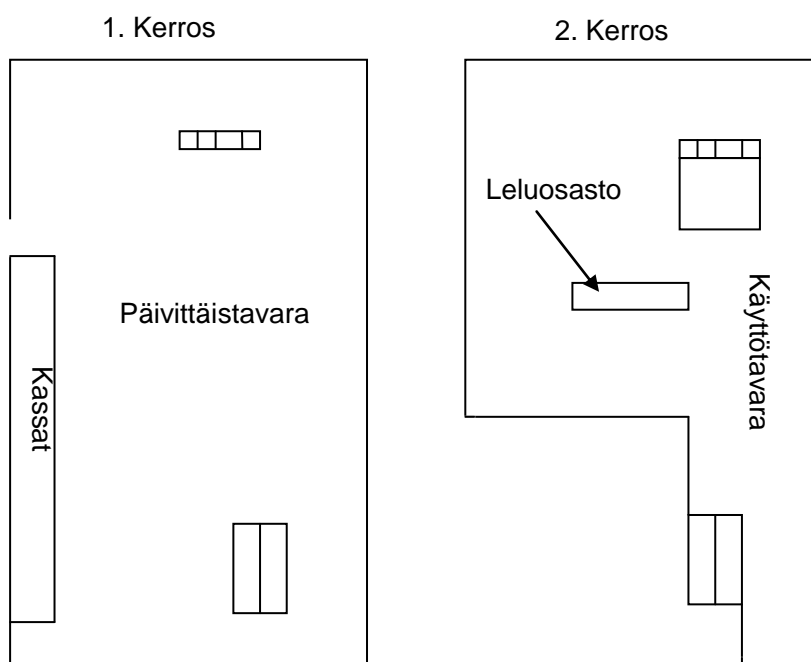 1. Kerros
2. Kerros
Leluosasto
Päivittäistavara
Käyttötavara
Kassat